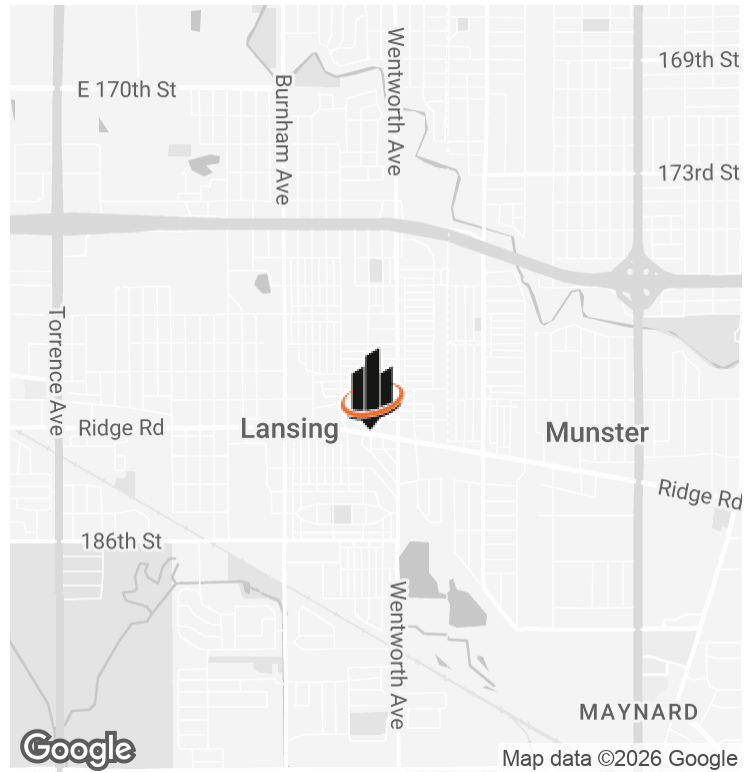 Wentworth Ave
169th St
E 170th St
Burnham Ave
173rd St
Torrence Ave
Ridge Rd
Lansing
Munster
Ridge Rd
186th St
Wentworth Ave
MAYNARD
Google
Map data ©2026 Google